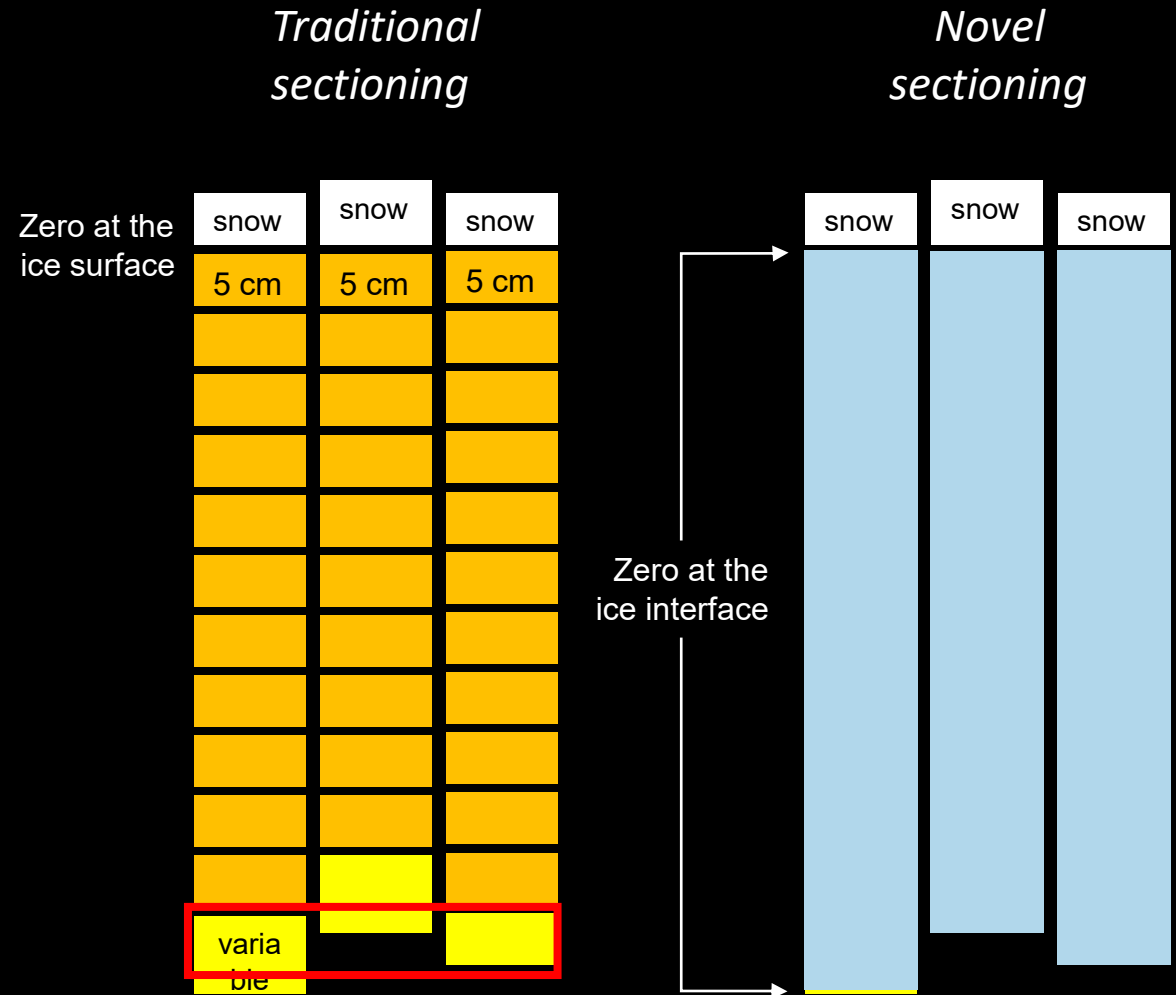 Traditional
sectioning
Novel
sectioning
Zero at the
ice surface
snow
snow
snow
5 cm
5 cm
5 cm
varia
ble
Zero at the
ice interface
snow
snow
snow